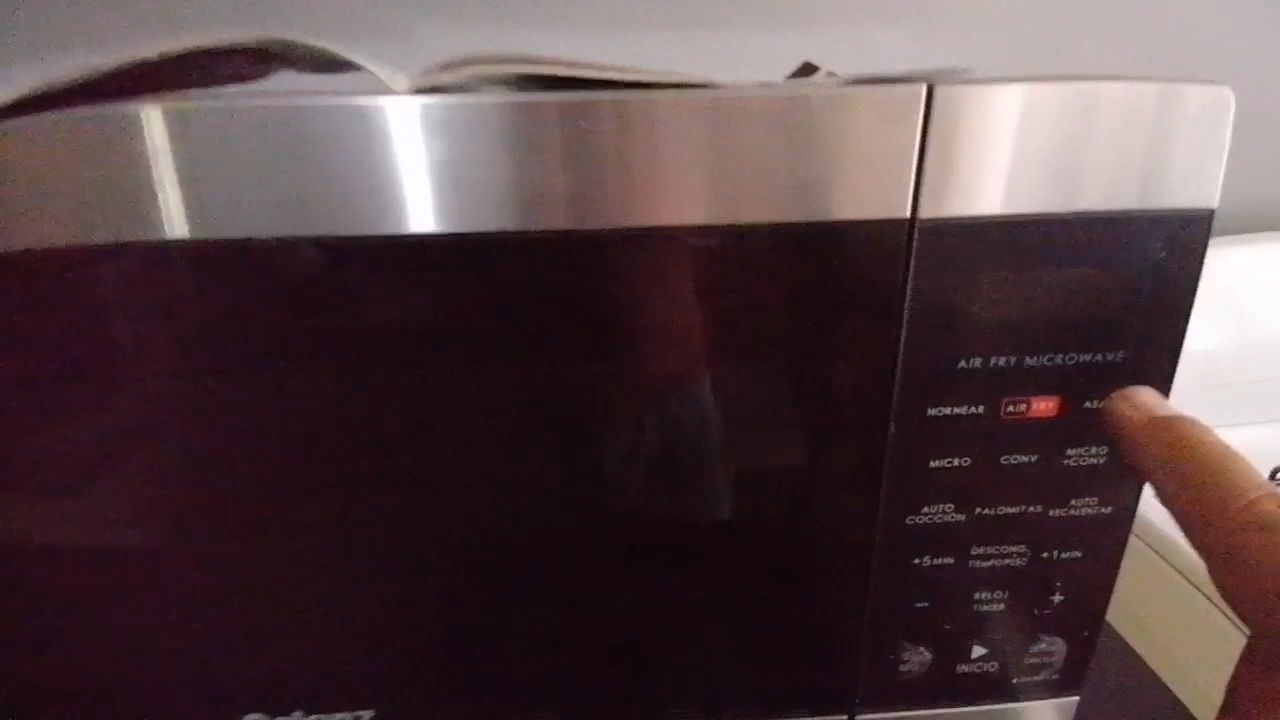 AIR FRY MICROWAVE
HORNEAR AIR FRY
MICRO CONV MICRO +CONV
AUTO COCCIÓN PALOMITAS AUTO RECALENTAR
+5 MIN DESCONG. TIEMPO/PESO +1 MIN
- RELOJ TIMER +
INICIO